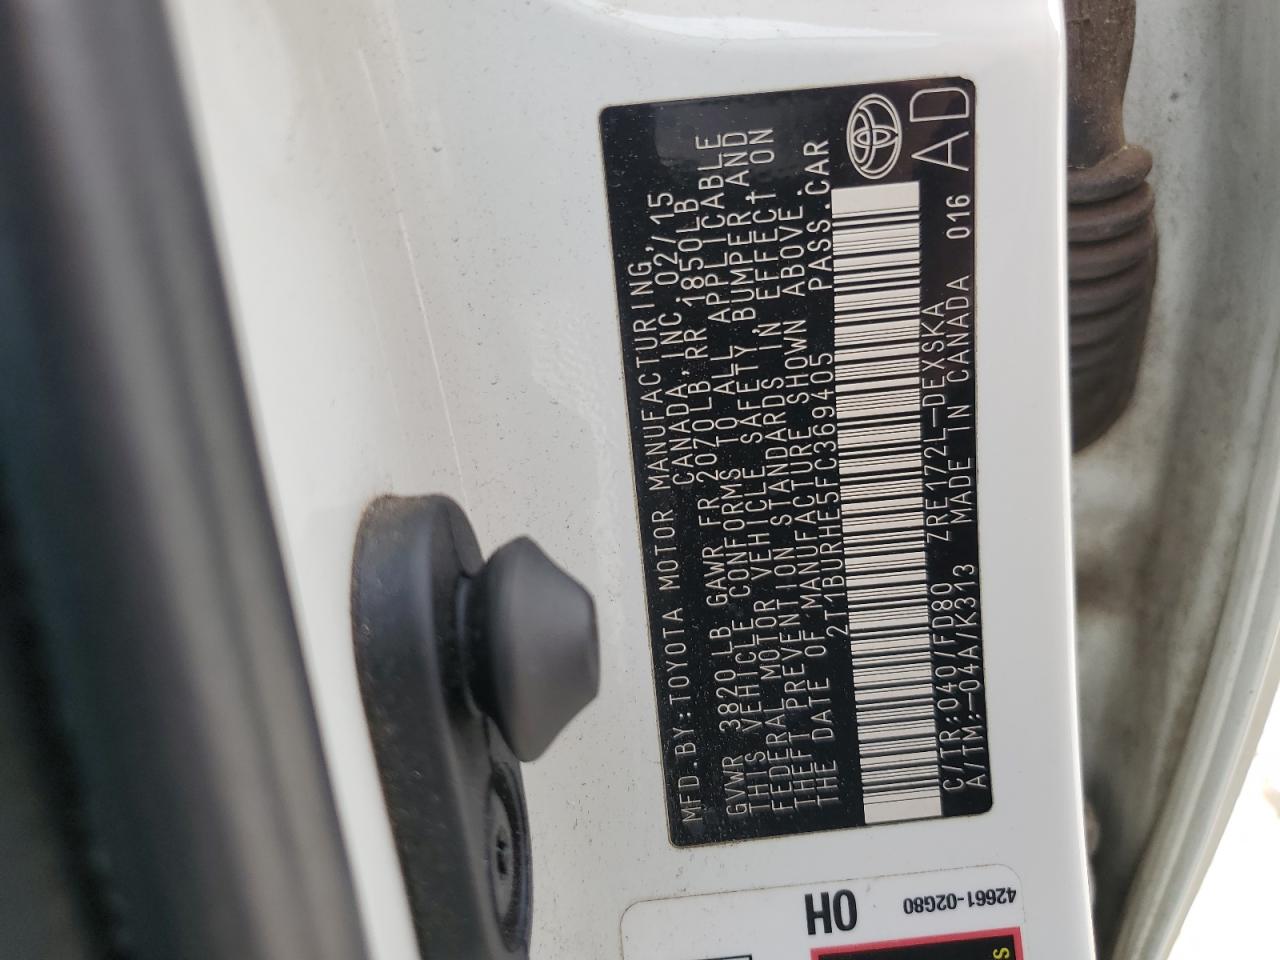 MFD.BY:TOYOTA MOTOR MANUFACTURING,
CANADA, INC. 02/15
GVWR 3820 LB GAWR FR 2070LB, RR 1850LB
THIS VEHICLE CONFORMS TO ALL APPLICABLE
FEDERAL MOTOR VEHICLE SAFETY, BUMPER, AND
THEFT PREVENTION STANDARDS IN EFFECT ON
THE DATE OF MANUFACTURE SHOWN ABOVE.
2T1BURHE5FC369405 PASS.CAR
C/TR:040/FD80 ZRE172L-DEXSKA 016
A/TM:-04A/K313 MADE IN CANADA
AD
0H
42661-02G80